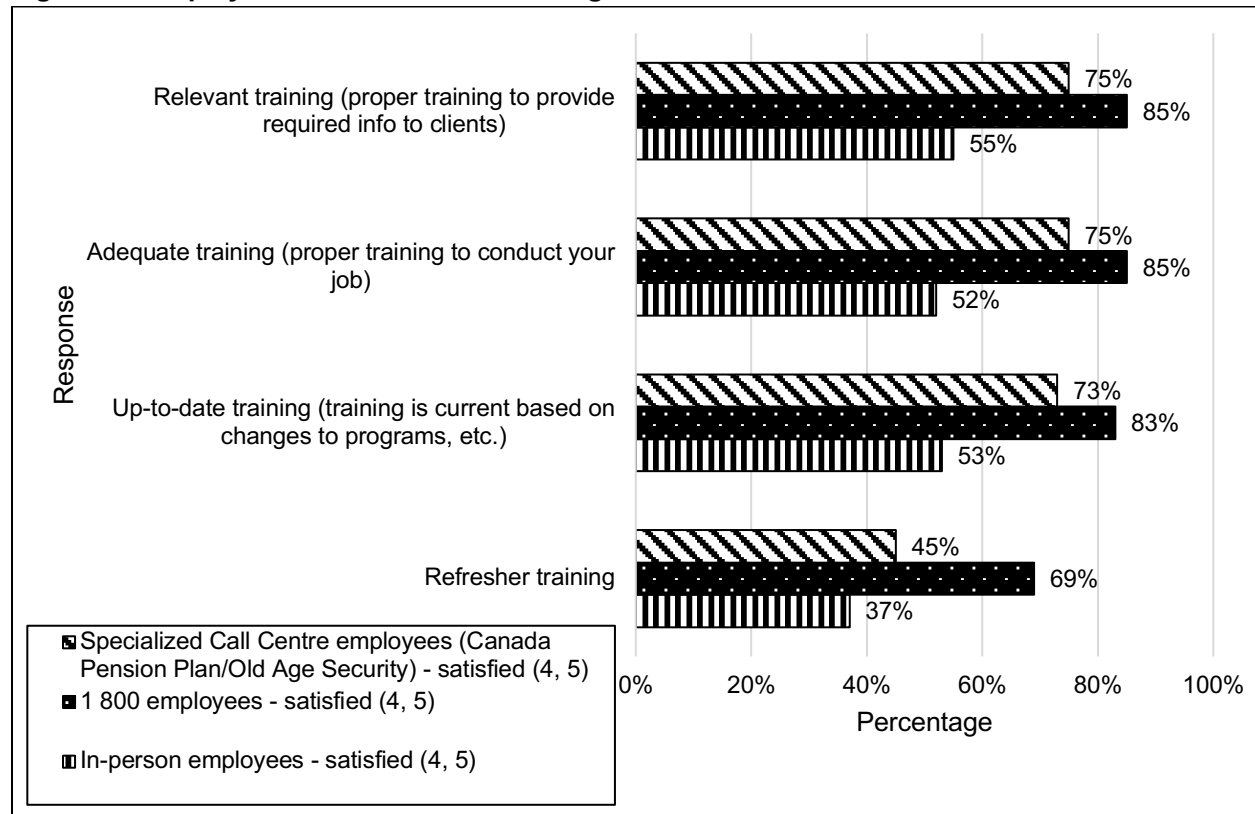 Relevant training (proper training to provide
required info to clients)
75%
85%
55%
Adequate training (proper training to conduct your
job)
75%
85%
52%
Up-to-date training (training is current based on
changes to programs, etc.)
73%
83%
53%
Refresher training
45%
69%
37%
Response
0%
20%
40%
60%
80%
100%
Percentage
Specialized Call Centre employees (Canada
Pension Plan/Old Age Security) - satisfied (4, 5)
1 800 employees - satisfied (4, 5)
In-person employees - satisfied (4, 5)